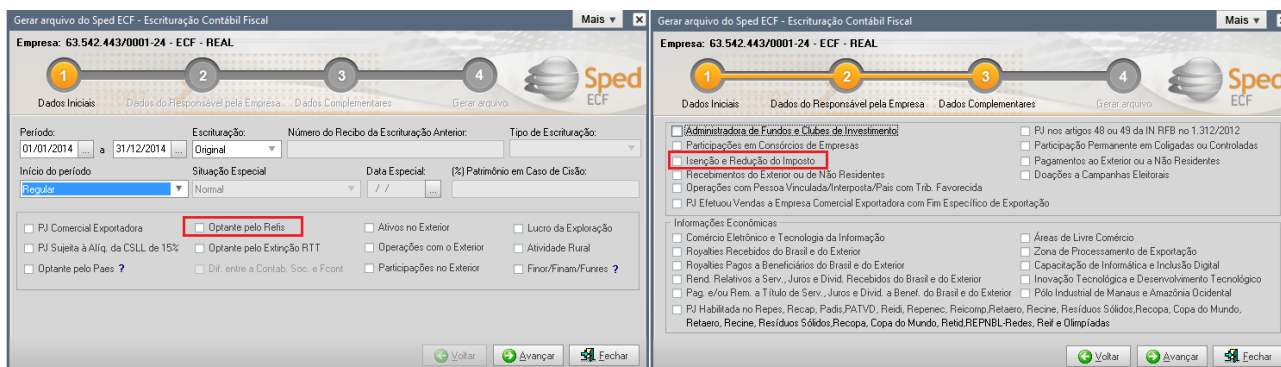 Gerar arquivo do Sped ECF - Escrituração Contábil Fiscal
Mais
Empresa: 63.542.443/0001-24 - ECF - REAL
1 2 3 4
Sped
ECF
Dados Iniciais Dados do Responsável pela Empresa Dados Complementares Gerar arquivo
Período: Escrituração: Número do Recibo da Escrituração Anterior: Tipo de Escrituração:
01/01/2014 ... a 31/12/2014 ... Original
Início do período Situação Especial Data Especial: (%) Patrimônio em Caso de Cisão:
Regular Normal / / ...
PJ Comercial Exportadora Optante pelo Refis Ativos no Exterior Lucro da Exploração
PJ Sujeita à Alíq. da CSLL de 15% Optante pelo Extinção RTT Operações com o Exterior Atividade Rural
Optante pelo Paes ? Dif. entre a Contab. Soc. e Fcont Participações no Exterior Finor/Finam/Funres ?
Voltar Avançar Fechar
Gerar arquivo do Sped ECF - Escrituração Contábil Fiscal
Mais
Empresa: 63.542.443/0001-24 - ECF - REAL
1 2 3 4
Sped
ECF
Dados Iniciais Dados do Responsável pela Empresa Dados Complementares Gerar arquivo
Administradora de Fundos e Clubes de Investimento PJ nos artigos 48 ou 49 da IN RFB no 1.312/2012
Participações em Consórcios de Empresas Participação Permanente em Coligadas ou Controladas
Isenção e Redução do Imposto Pagamentos ao Exterior ou a Não Residentes
Recebimentos do Exterior ou de Não Residentes Doações a Campanhas Eleitorais
Operações com Pessoa Vinculada/Interposta/Pais com Trib. Favorecida
PJ Efetuou Vendas a Empresa Comercial Exportadora com Fim Específico de Exportação
Informações Econômicas
Comércio Eletrônico e Tecnologia da Informação Áreas de Livre Comércio
Royalties Recebidos do Brasil e do Exterior Zona de Processamento de Exportação
Royalties Pagos a Beneficiários do Brasil e do Exterior Capacitação de Informática e Inclusão Digital
Rend. Relativos a Serv., Juros e Divid. Recebidos do Brasil e do Exterior Inovação Tecnológica e Desenvolvimento Tecnológico
Pag. e/ou Rem. a Título de Serv., Juros e Divid. a Benef. do Brasil e do Exterior Pólo Industrial de Manaus e Amazônia Ocidental
PJ Habilitada no Repes, Recap, Padis,PATVD, Reidi, Repenec, Reicomp,Retaero, Recine, Resíduos Sólidos,Recopa, Copa do Mundo,
Retaero, Recine, Resíduos Sólidos,Recopa, Copa do Mundo, Retid,REPNBL-Redes, Reif e Olimpíadas
Voltar Avançar Fechar